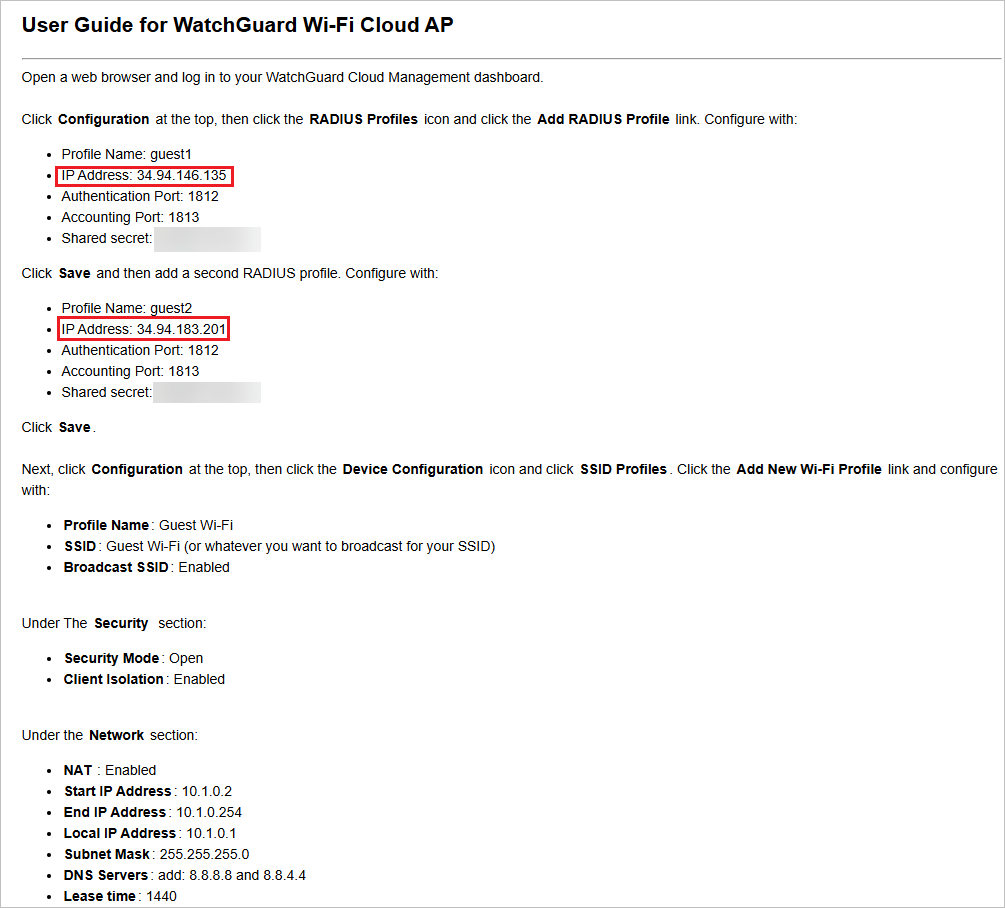 User Guide for WatchGuard Wi-Fi Cloud AP
Open a web browser and log in to your WatchGuard Cloud Management dashboard.
Click Configuration at the top, then click the RADIUS Profiles icon and click the Add RADIUS Profile link. Configure with:
• Profile Name: guest1
• IP Address: 34.94.146.135
• Authentication Port: 1812
• Accounting Port: 1813
• Shared secret:
Click Save and then add a second RADIUS profile. Configure with:
• Profile Name: guest2
• IP Address: 34.94.183.201
• Authentication Port: 1812
• Accounting Port: 1813
• Shared secret:
Click Save.
Next, click Configuration at the top, then click the Device Configuration icon and click SSID Profiles. Click the Add New Wi-Fi Profile link and configure
with:
• Profile Name: Guest Wi-Fi
• SSID: Guest Wi-Fi (or whatever you want to broadcast for your SSID)
• Broadcast SSID: Enabled
Under The Security section:
• Security Mode: Open
• Client Isolation: Enabled
Under the Network section:
• NAT : Enabled
• Start IP Address: 10.1.0.2
• End IP Address: 10.1.0.254
• Local IP Address: 10.1.0.1
• Subnet Mask: 255.255.255.0
• DNS Servers: add: 8.8.8.8 and 8.8.4.4
• Lease time: 1440